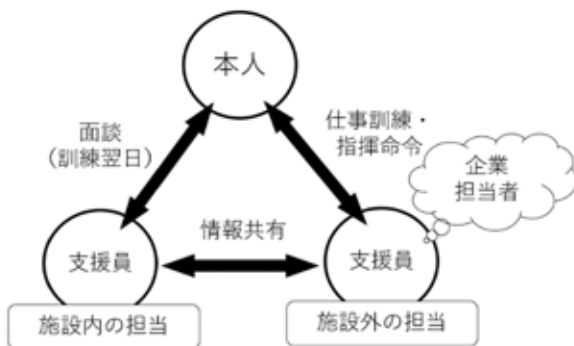 本人
面談
（訓練翌日）
仕事訓練・
指揮命令
企業
担当者
情報共有
支援員
支援員
施設内の担当
施設外の担当